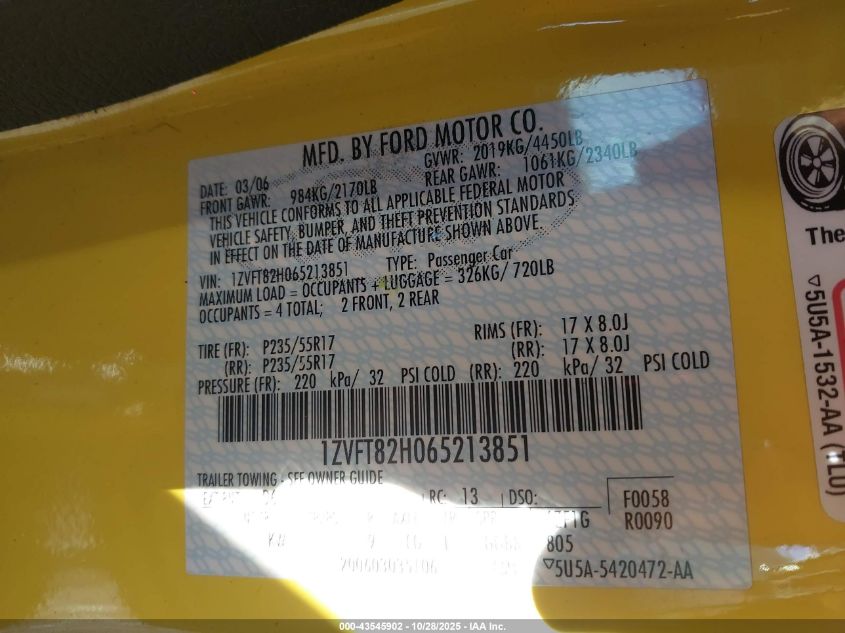 MFD. BY FORD MOTOR CO.
DATE: 03/06 GVWR: 2019KG/4450LB
FRONT GAWR: 984KG/2170LB REAR GAWR: 1061KG/2340LB
THIS VEHICLE CONFORMS TO ALL APPLICABLE FEDERAL MOTOR
VEHICLE SAFETY, BUMPER, AND THEFT PREVENTION STANDARDS
IN EFFECT ON THE DATE OF MANUFACTURE SHOWN ABOVE.
VIN: 1ZVFT82H065213851 TYPE: Passenger Car
MAXIMUM LOAD = OCCUPANTS + LUGGAGE = 326KG/ 720LB
OCCUPANTS = 4 TOTAL; 2 FRONT, 2 REAR
TIRE (FR): P235/55R17 RIMS (FR): 17 X 8.0J
(RR): P235/55R17 (RR): 17 X 8.0J
PRESSURE (FR): 220 kPa/ 32 PSI COLD (RR): 220 kPa/ 32 PSI COLD
1ZVFT82H065213851
TRAILER TOWING - SEE OWNER GUIDE
RC: 13 DSO: F0058
R0090
805
▽5U5A-5420472-AA
The
▽5U5A-1532-AA (TLU)
000-43545902 - 10/28/2025 - IAA Inc.